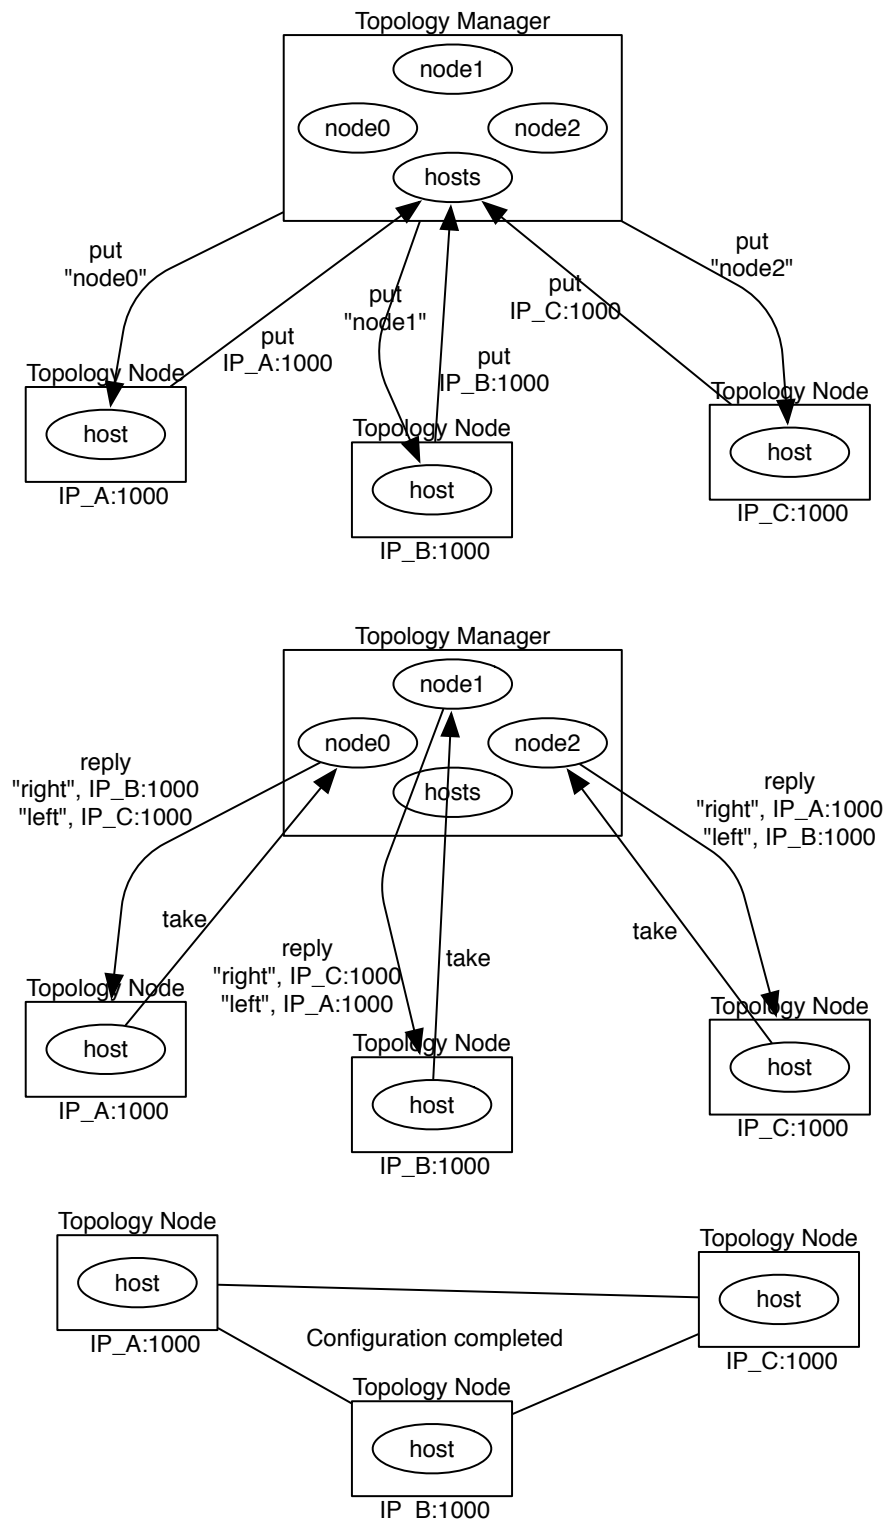 Topology Manager
node1
node0
node2
hosts
put
"node0"
put
IP_A:1000
put
"node1"
put
IP_B:1000
put
IP_C:1000
put
"node2"
Topology Node
host
IP_A:1000
Topology Node
host
IP_B:1000
Topology Node
host
IP_C:1000
Topology Manager
node1
node0
node2
hosts
reply
"right", IP_B:1000
"left", IP_C:1000
take
reply
"right", IP_C:1000
"left", IP_A:1000
take
reply
"right", IP_A:1000
"left", IP_B:1000
take
Topology Node
host
IP_A:1000
Topology Node
host
IP_B:1000
Topology Node
host
IP_C:1000
Topology Node
host
IP_A:1000
Topology Node
host
IP_C:1000
Configuration completed
Topology Node
host
IP_B:1000